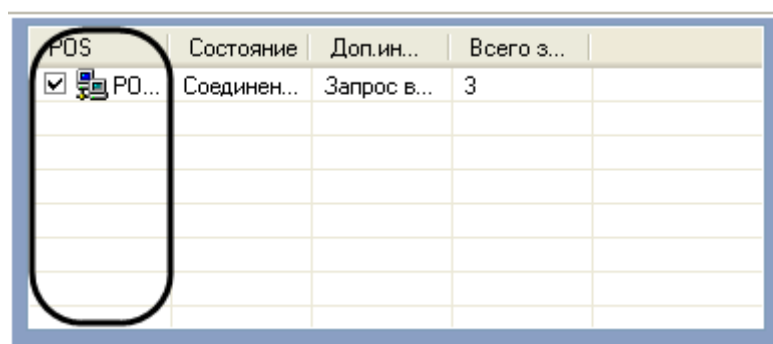 POS Состояние Доп.ин... Всего з...
PO... Соединен... Запрос в... 3